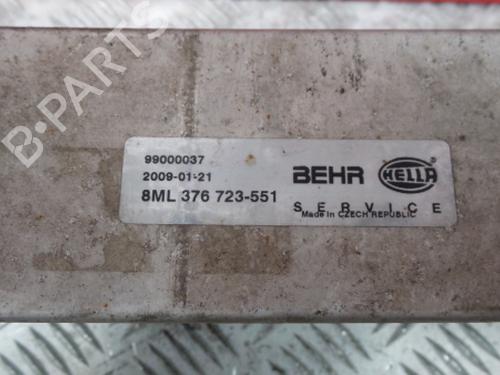 B-PARTS
99000037
2009-01-21
8ML 376 723-551
BEHR HELLA
SERVICE
Made in CZECH REPUBLIC